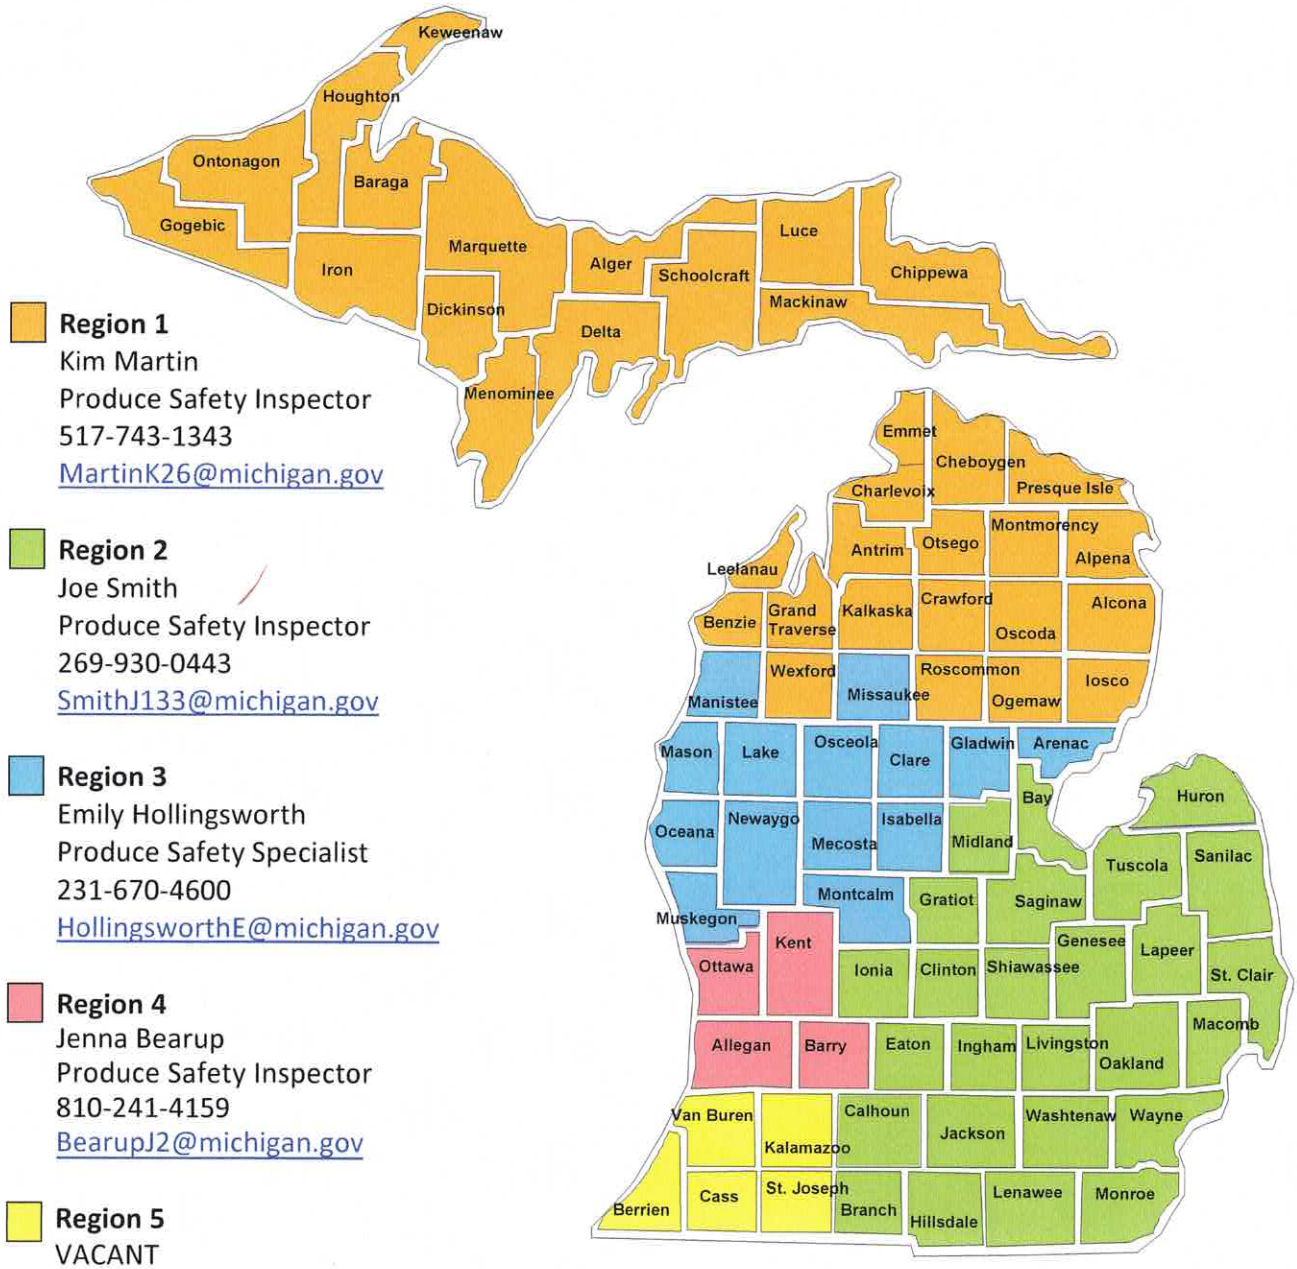 Keweenaw
Houghton
Ontonagon
Baraga
Gogebic
Marquette
Iron
Dickinson
Menominee
Alger
Delta
Schoolcraft
Luce
Mackinaw
Chippewa
Region 1
Kim Martin
Produce Safety Inspector
517-743-1343
MartinK26@michigan.gov
Region 2
Joe Smith
Produce Safety Inspector
269-930-0443
SmithJ133@michigan.gov
Region 3
Emily Hollingsworth
Produce Safety Specialist
231-670-4600
HollingsworthE@michigan.gov
Region 4
Jenna Bearup
Produce Safety Inspector
810-241-4159
BearupJ2@michigan.gov
Region 5
VACANT
Emmet
Cheboygen
Charlevoix
Presque Isle
Antrim
Otsego
Montmorency
Alpena
Leelanau
Benzie
Grand
Traverse
Kalkaska
Crawford
Oscoda
Alcona
Manistee
Wexford
Missaukee
Roscommon
Ogemaw
Iosco
Mason
Lake
Osceola
Clare
Gladwin
Arenac
Oceana
Newaygo
Mecosta
Isabella
Midland
Bay
Huron
Muskegon
Montcalm
Gratiot
Saginaw
Tuscola
Sanilac
Ottawa
Kent
Ionia
Clinton
Shiawassee
Genesee
Lapeer
St. Clair
Allegan
Barry
Eaton
Ingham
Livingston
Oakland
Macomb
Van Buren
Kalamazoo
Calhoun
Jackson
Washtenaw
Wayne
Berrien
Cass
St. Joseph
Branch
Hillsdale
Lenawee
Monroe